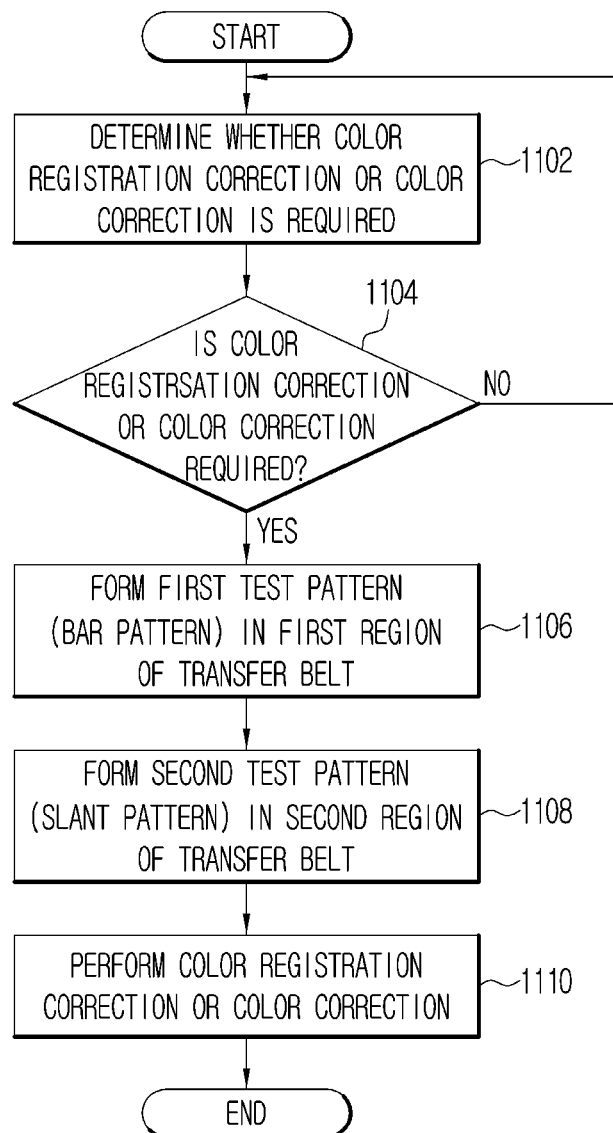 START
DETERMINE WHETHER COLOR
REGISTRATION CORRECTION OR COLOR
CORRECTION IS REQUIRED
1102
1104
IS COLOR
REGISTRSATION CORRECTION
OR COLOR CORRECTION
REQUIRED?
NO
YES
FORM FIRST TEST PATTERN
(BAR PATTERN) IN FIRST REGION
OF TRANSFER BELT
1106
FORM SECOND TEST PATTERN
(SLANT PATTERN) IN SECOND REGION
OF TRANSFER BELT
1108
PERFORM COLOR REGISTRATION
CORRECTION OR COLOR CORRECTION
1110
END